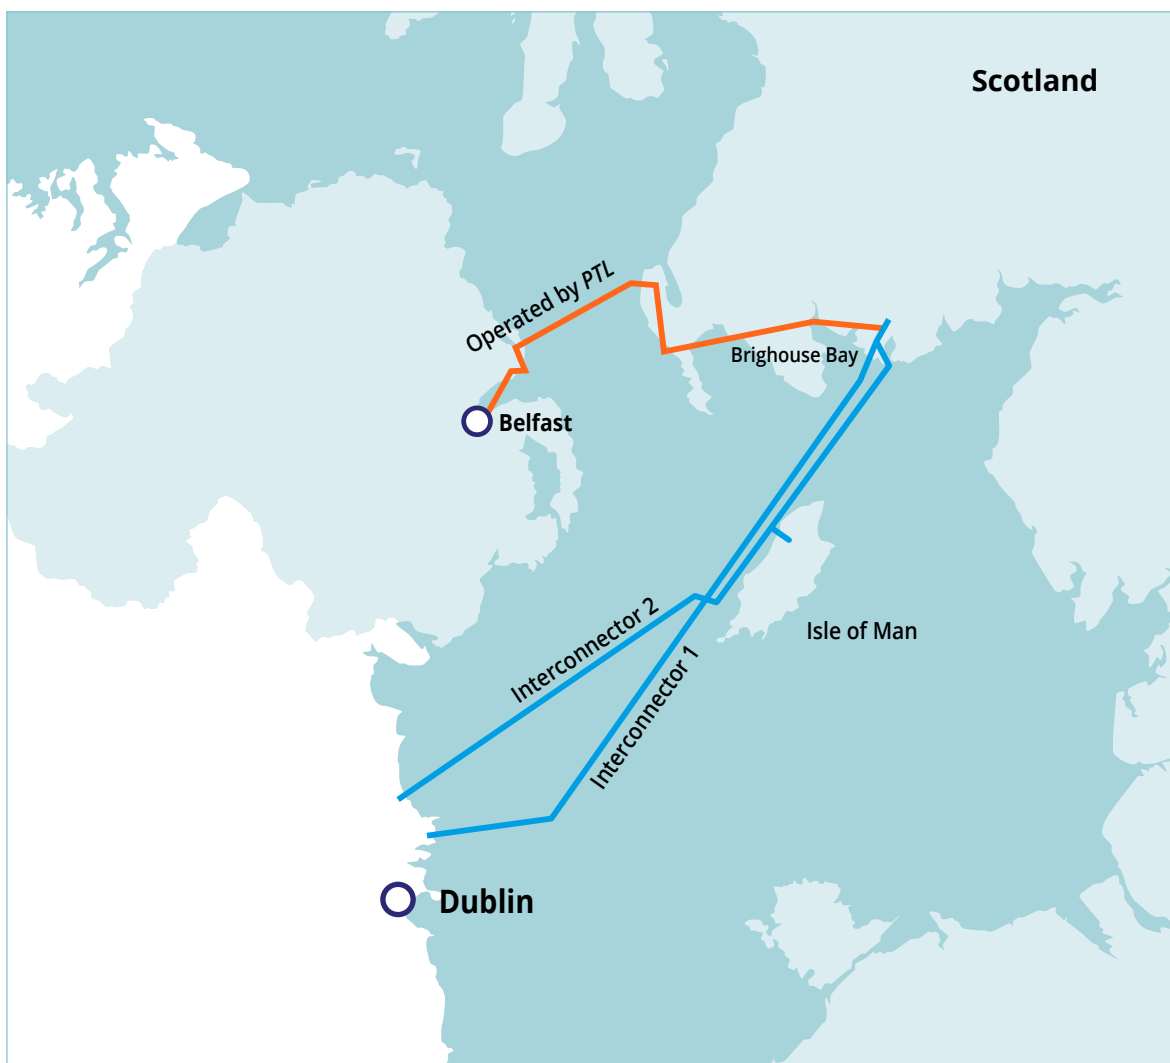 Scotland
Operated by PTL
Brighouse Bay
Belfast
Isle of Man
Interconnector 2
Interconnector 1
Dublin